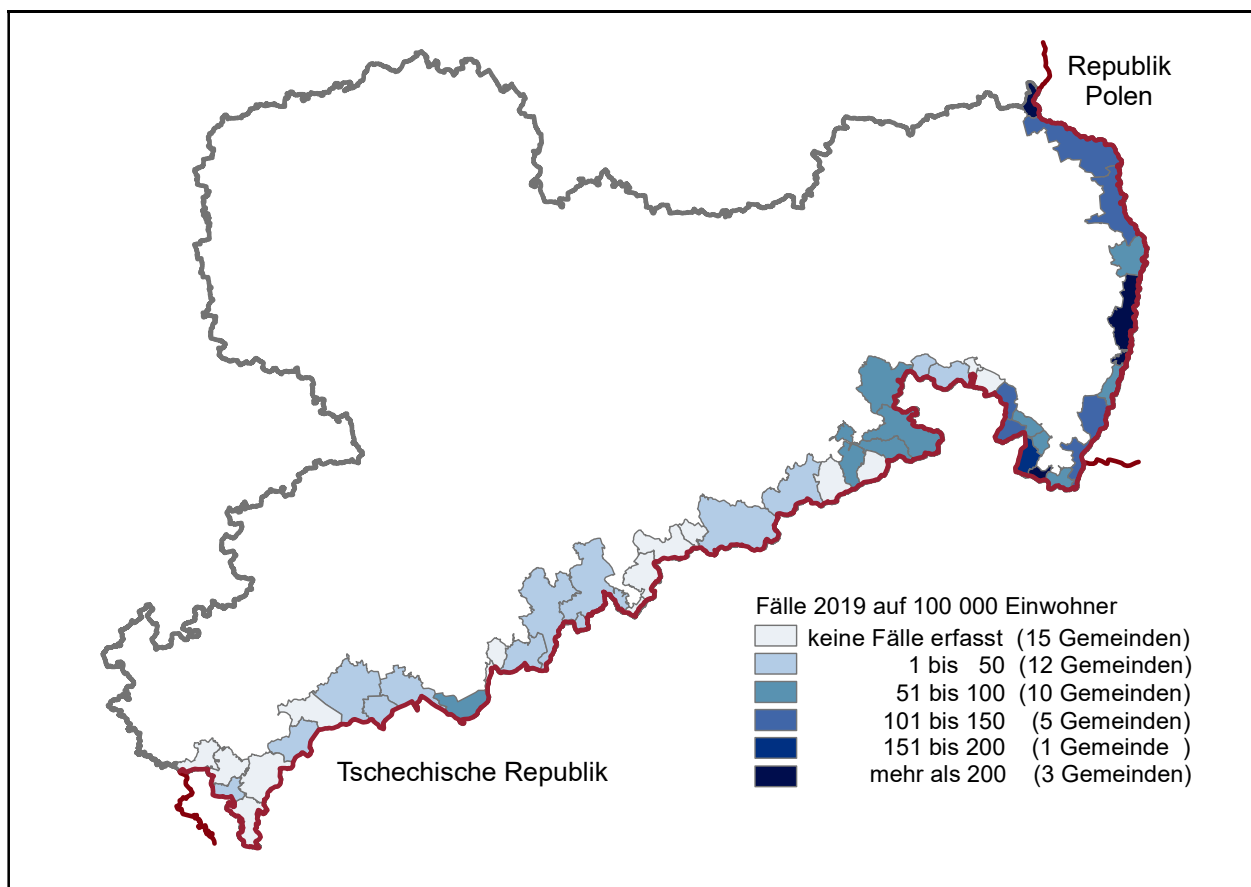 Republik
Polen
Fälle 2019 auf 100 000 Einwohner
keine Fälle erfasst (15 Gemeinden)
1 bis 50 (12 Gemeinden)
51 bis 100 (10 Gemeinden)
101 bis 150 (5 Gemeinden)
151 bis 200 (1 Gemeinde )
mehr als 200 (3 Gemeinden)
Tschechische Republik